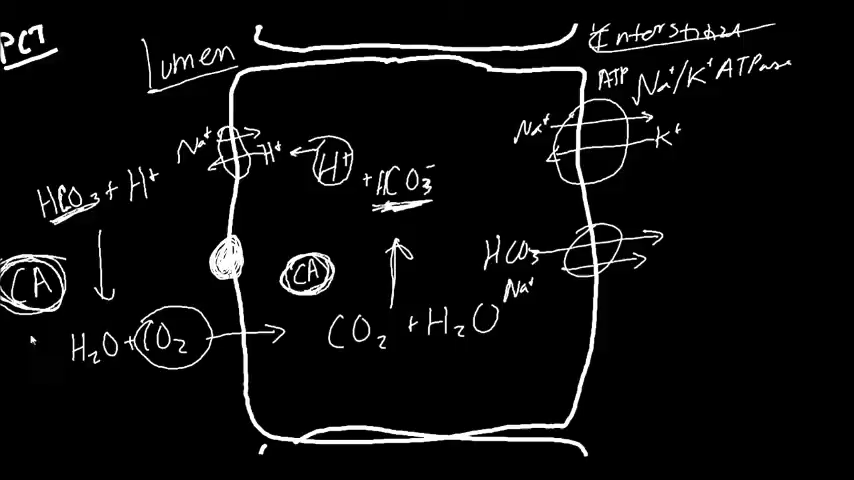 PCT
Lumen
Interstitial
ATP Na⁺/K⁺ ATPase
Na⁺
H⁺
H⁺ + HCO₃⁻
Na⁺
K⁺
HCO₃ + H⁺
CA
CA
HCO₃
Na⁺
H₂O + CO₂
CO₂ + H₂O